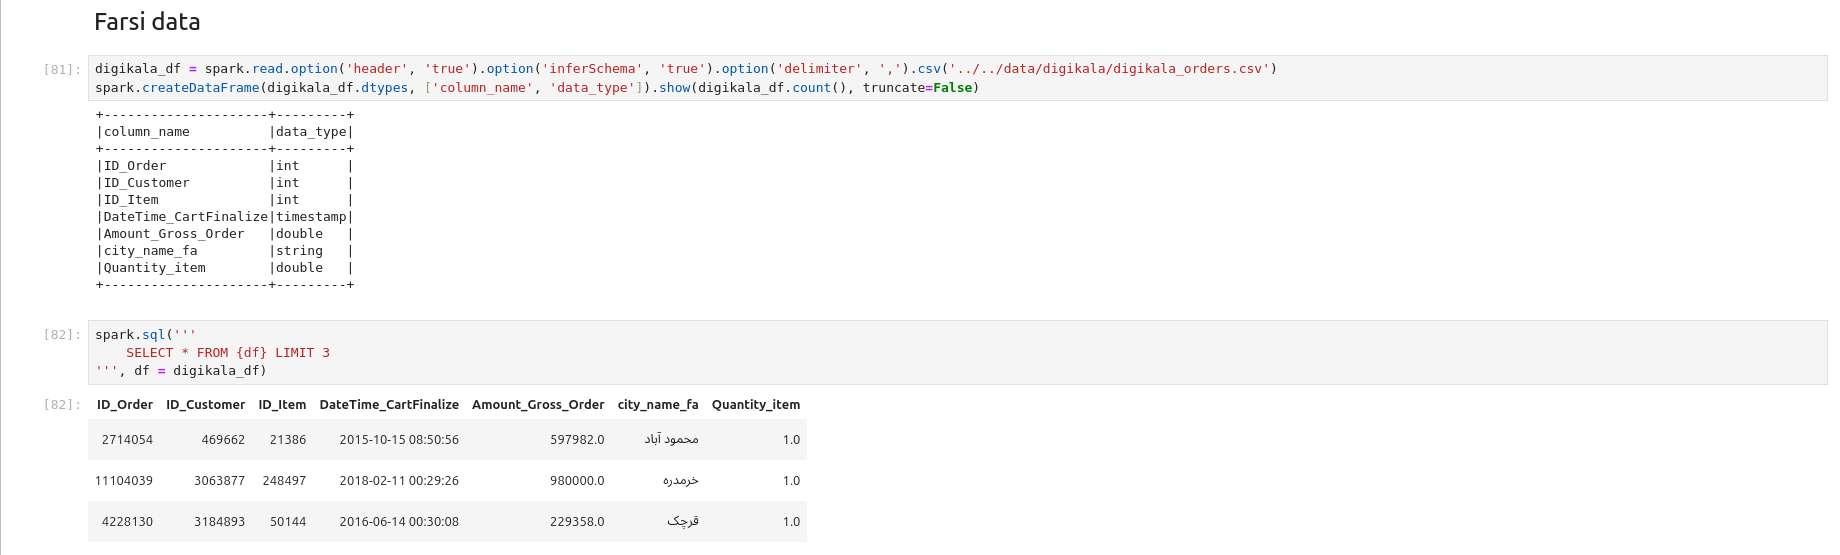 Farsi data
[81]: digikala_df = spark.read.option('header', 'true').option('inferSchema', 'true').option('delimiter', ',').csv('../../data/digikala/digikala_orders.csv')
spark.createDataFrame(digikala_df.dtypes, ['column_name', 'data_type']).show(digikala_df.count(), truncate=False)
+---------------------+---------+
|column_name          |data_type|
+---------------------+---------+
|ID_Order             |int      |
|ID_Customer          |int      |
|ID_Item              |int      |
|DateTime_CartFinalize|timestamp|
|Amount_Gross_Order   |double   |
|city_name_fa         |string   |
|Quantity_item        |double   |
+---------------------+---------+
[82]: spark.sql('''
    SELECT * FROM {df} LIMIT 3
''', df = digikala_df)
[82]: ID_Order ID_Customer ID_Item DateTime_CartFinalize Amount_Gross_Order city_name_fa Quantity_item
2714054 469662 21386 2015-10-15 08:50:56 597982.0 محمود آباد 1.0
11104039 3063877 248497 2018-02-11 00:29:26 980000.0 خرمدره 1.0
4228130 3184893 50144 2016-06-14 00:30:08 229358.0 قرچک 1.0